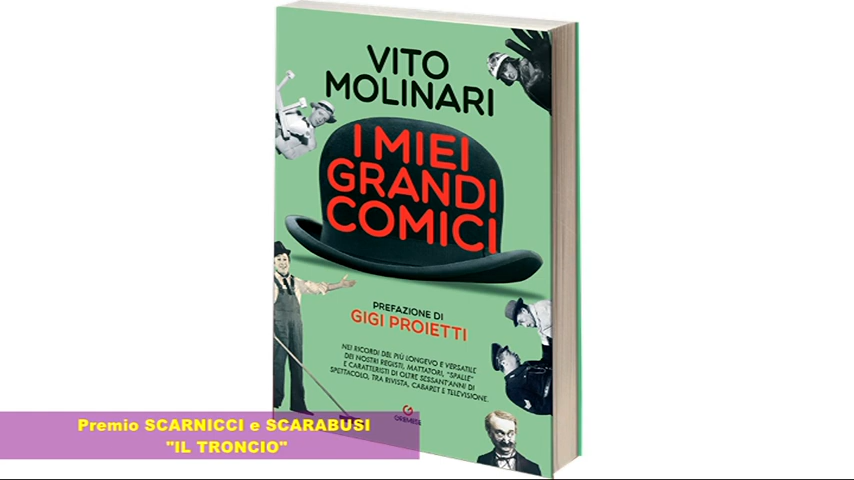 VITO
MOLINARI
I MIEI
GRANDI
COMICI
PREFAZIONE DI
GIGI PROIETTI
NEI RICORDI DEL PIÙ LONGEVO E VERSATILE
DEI NOSTRI REGISTI, MATTATORI, "SPALLE"
E CARATTERISTI DI OLTRE SESSANT'ANNI DI
SPETTACOLO, TRA RIVISTA, CABARET E TELEVISIONE.
GREMESE
Premio SCARNICCI e SCARABUSI
"IL TRONCIO"